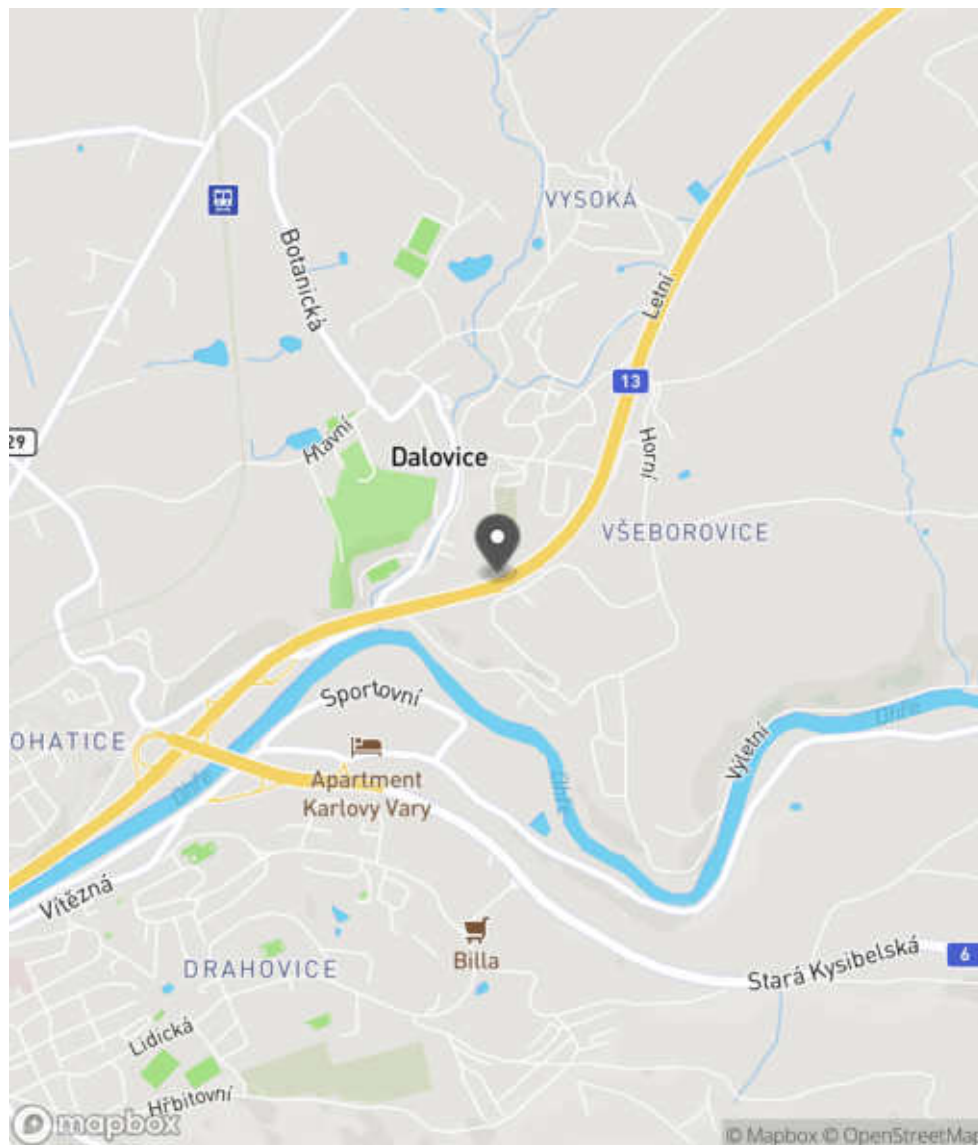 VYSOKÁ
Botanická
Letní
13
29
Hlavní
Horní
Dalovice
VŠEBOROVICE
Sportovní
OHATICE
Výletní
Ohře
Ohře
Ohře
Apartment
Karlovy Vary
Vítězná
Billa
DRAHOVICE
Stará Kysibelská
6
Lidická
Hřbitovní
mapbox
© Mapbox © OpenStreetMap